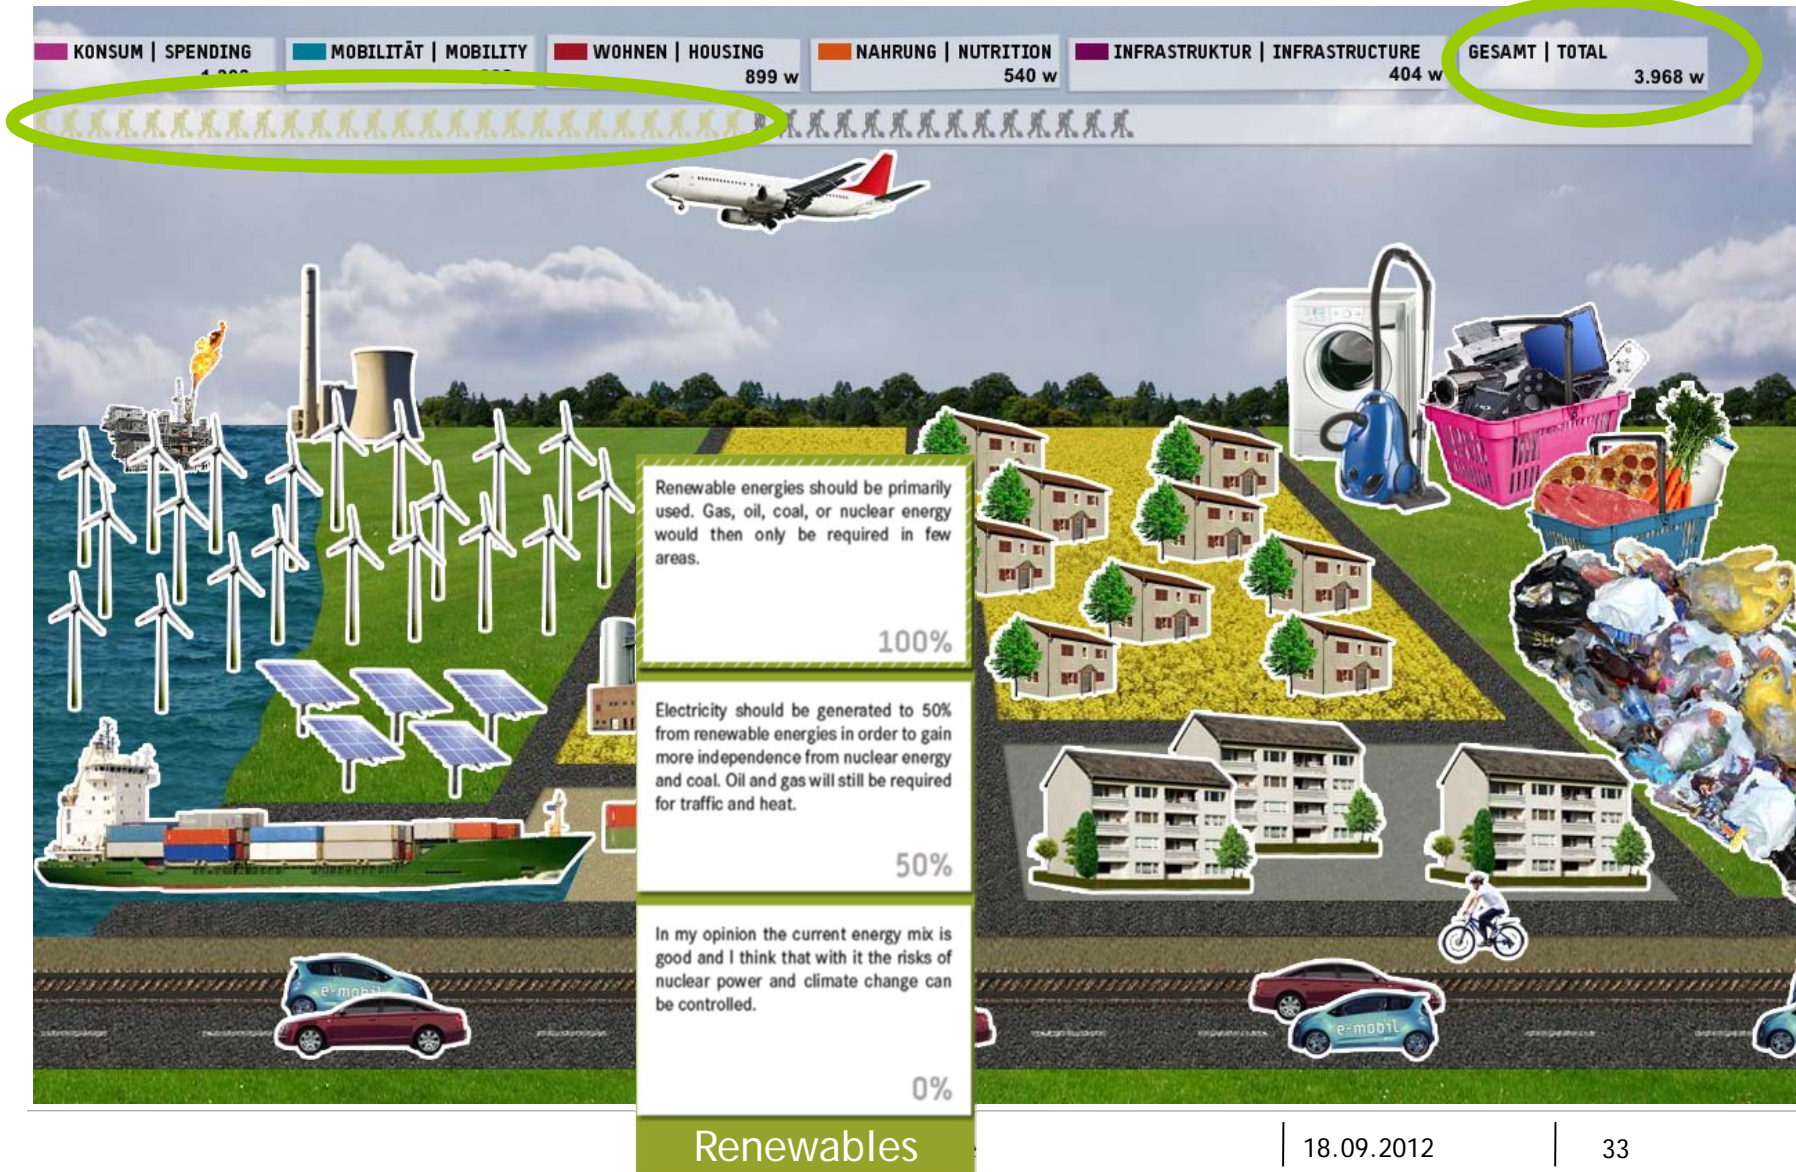 KONSUM | SPENDING
MOBILITÄT | MOBILITY
WOHNEN | HOUSING
899 w
NAHRUNG | NUTRITION
540 w
INFRASTRUKTUR | INFRASTRUCTURE
404 w
GESAMT | TOTAL
3.968 w
Renewable energies should be primarily
used. Gas, oil, coal, or nuclear energy
would then only be required in few
areas.
100%
Electricity should be generated to 50%
from renewable energies in order to gain
more independence from nuclear energy
and coal. Oil and gas will still be required
for traffic and heat.
50%
In my opinion the current energy mix is
good and I think that with it the risks of
nuclear power and climate change can
be controlled.
0%
e-mobil
e-mobil
Renewables
18.09.2012
33